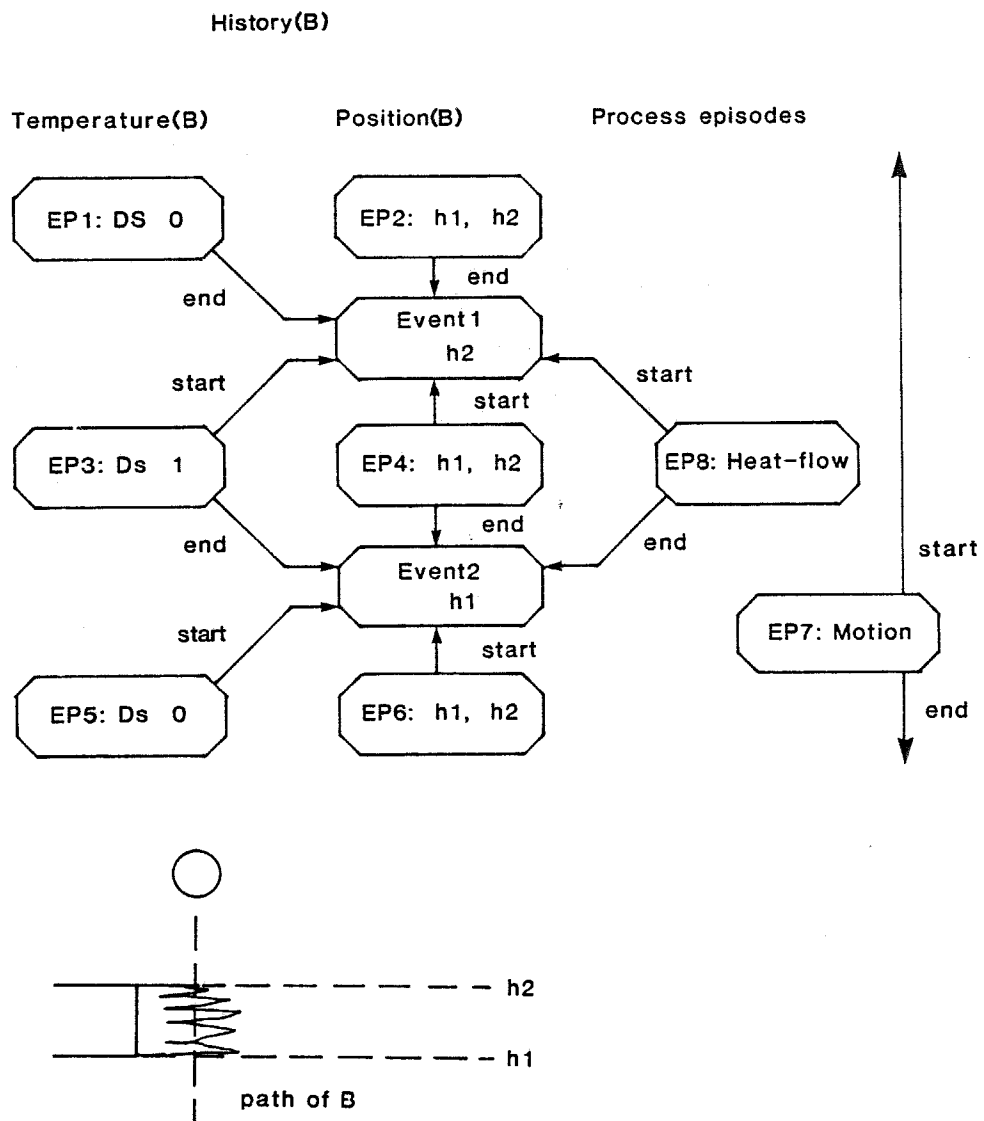 History(B)
Temperature(B)
Position(B)
Process episodes
EP1: DS 0
EP2: h1, h2
end
end
Event1
h2
start
start
start
EP3: Ds 1
EP4: h1, h2
EP8: Heat-flow
end
end
end
start
Event2
h1
start
start
EP7: Motion
EP5: Ds 0
EP6: h1, h2
end
h2
h1
path of B